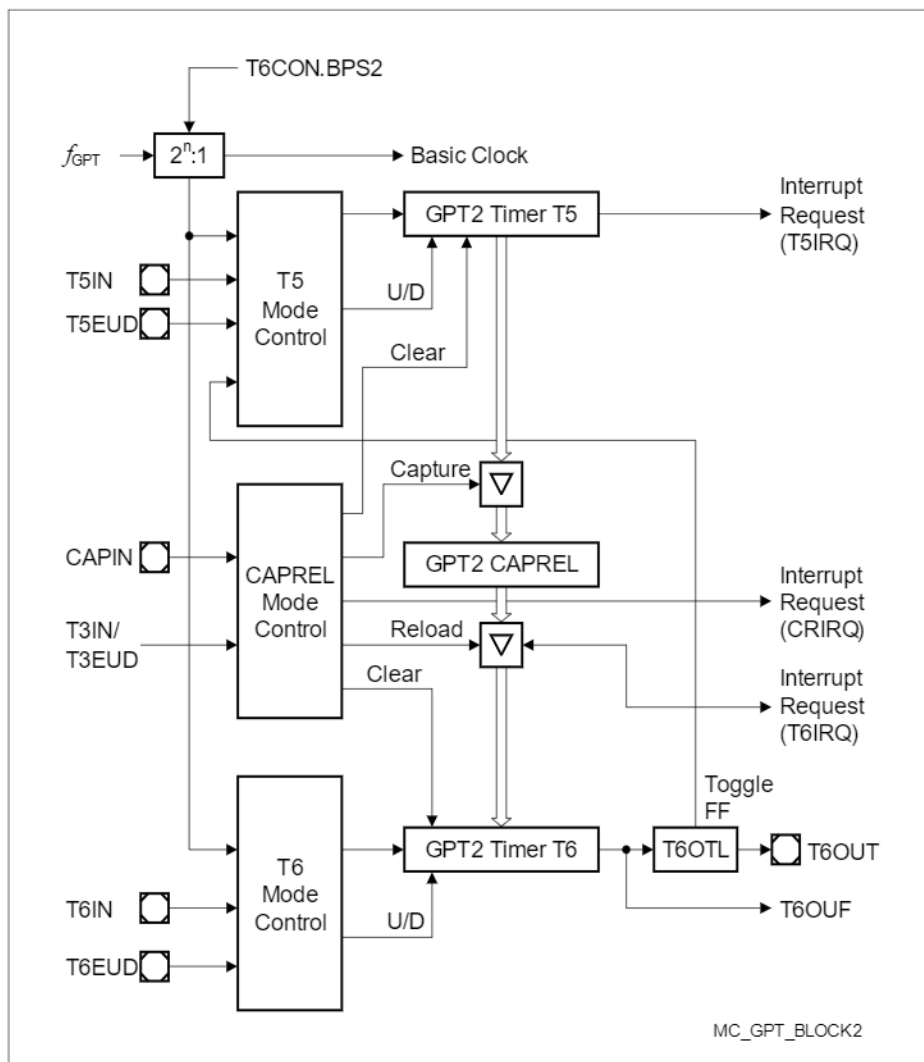 T6CON.BPS2
fGPT
2n:1
Basic Clock
GPT2 Timer T5
Interrupt
Request
(T5IRQ)
T5IN
T5
Mode
Control
U/D
T5EUD
Clear
Capture
CAPIN
CAPREL
Mode
Control
GPT2 CAPREL
Interrupt
Request
(CRIRQ)
T3IN/
T3EUD
Reload
Clear
Interrupt
Request
(T6IRQ)
Toggle
FF
GPT2 Timer T6
T6OTL
T6OUT
T6
Mode
Control
T6IN
U/D
T6OUF
T6EUD
MC_GPT_BLOCK2